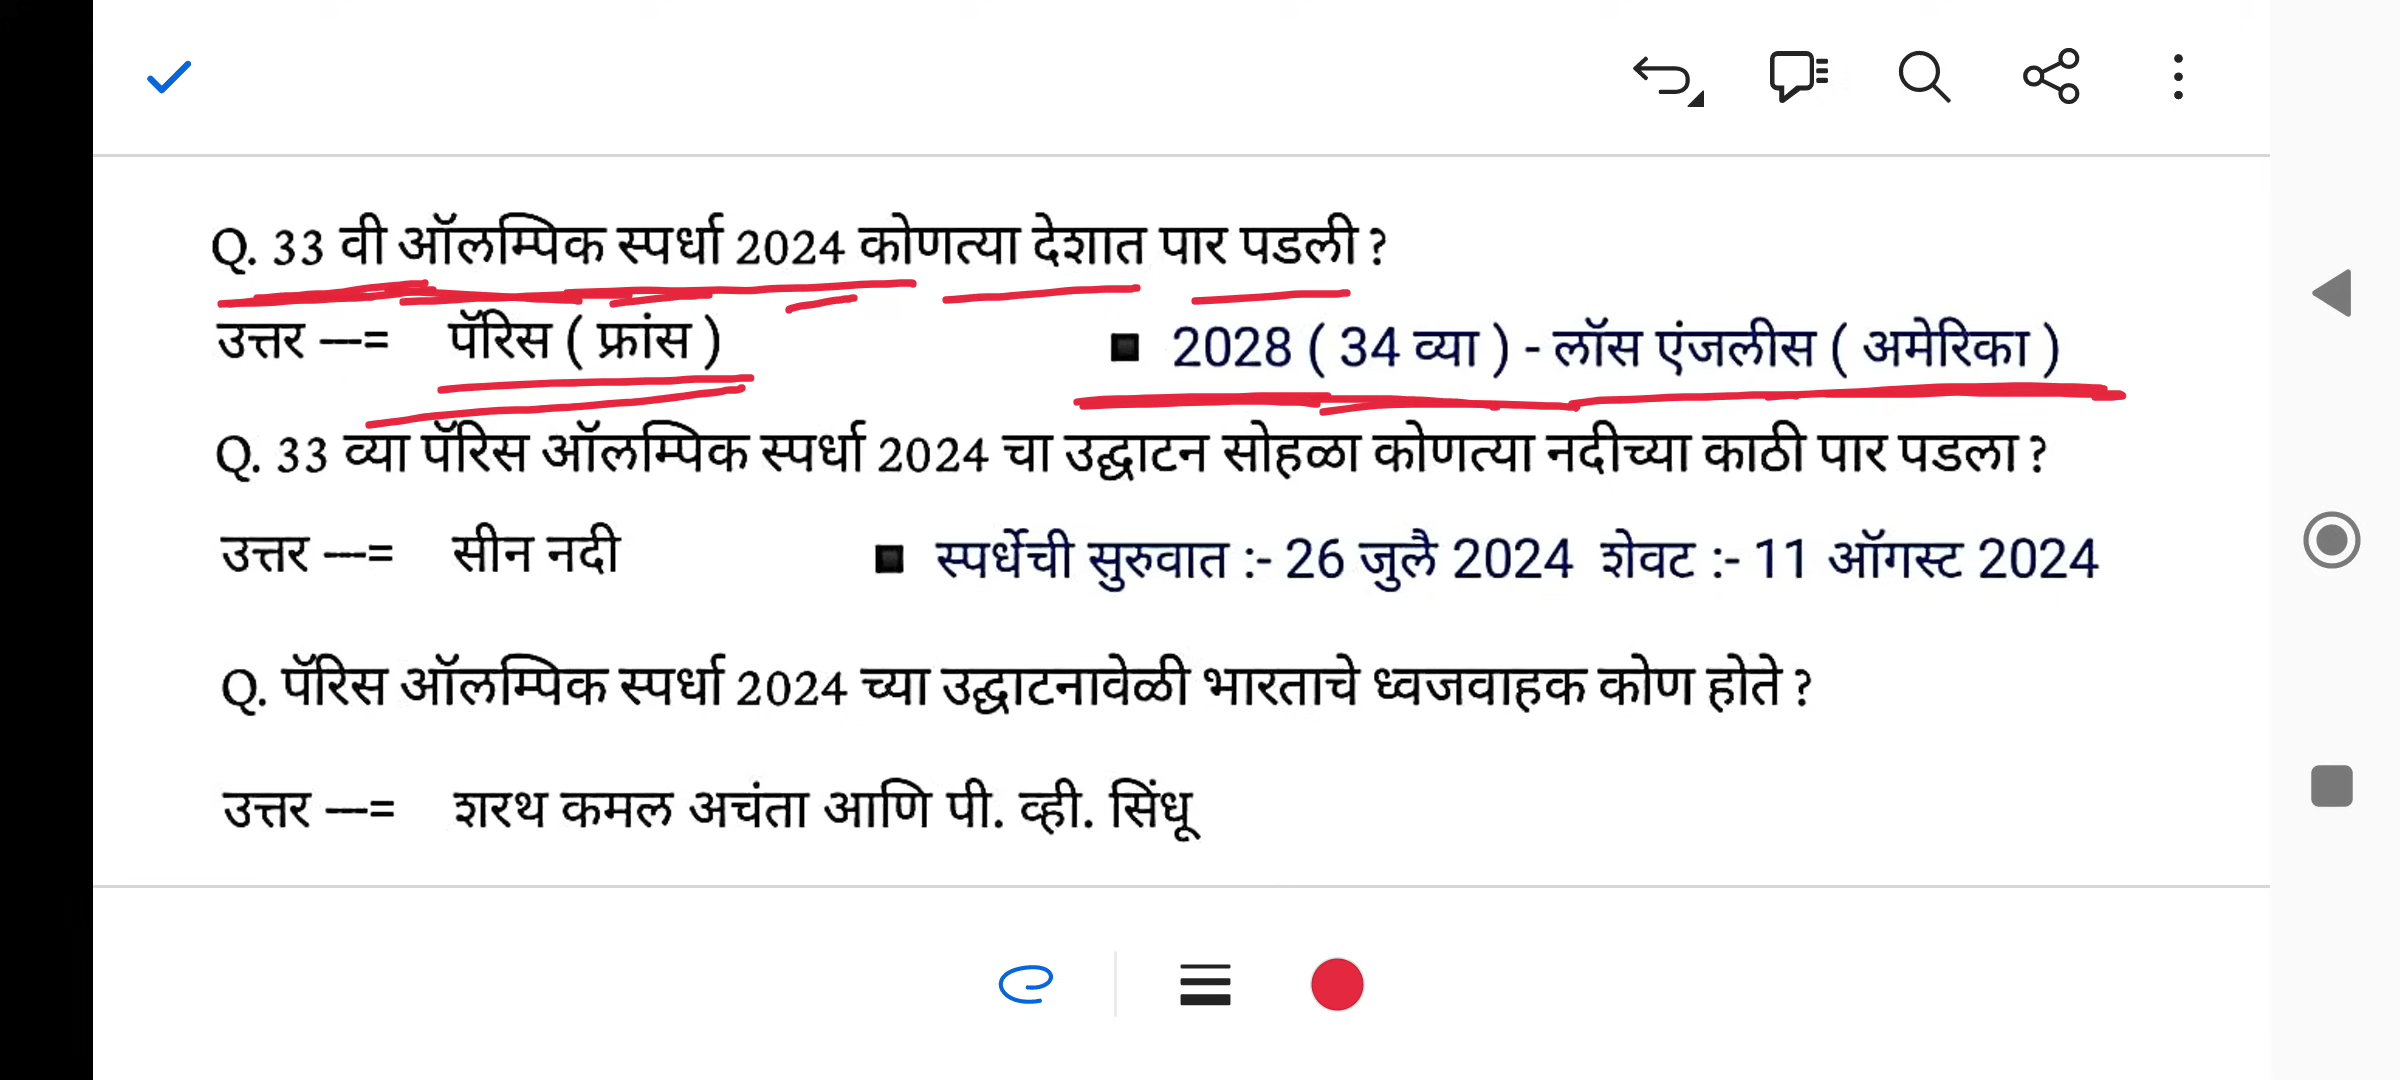 Q. 33 वी ऑलम्पिक स्पर्धा 2024 कोणत्या देशात पार पडली ?
उत्तर —= पॅरिस ( फ्रांस ) ▪ 2028 ( 34 व्या ) - लॉस एंजलीस ( अमेरिका )
Q. 33 व्या पॅरिस ऑलम्पिक स्पर्धा 2024 चा उद्घाटन सोहळा कोणत्या नदीच्या काठी पार पडला ?
उत्तर —= सीन नदी ▪ स्पर्धेची सुरुवात :- 26 जुलै 2024 शेवट :- 11 ऑगस्ट 2024
Q. पॅरिस ऑलम्पिक स्पर्धा 2024 च्या उद्घाटनावेळी भारताचे ध्वजवाहक कोण होते ?
उत्तर —= शरथ कमल अचंता आणि पी. व्ही. सिंधू